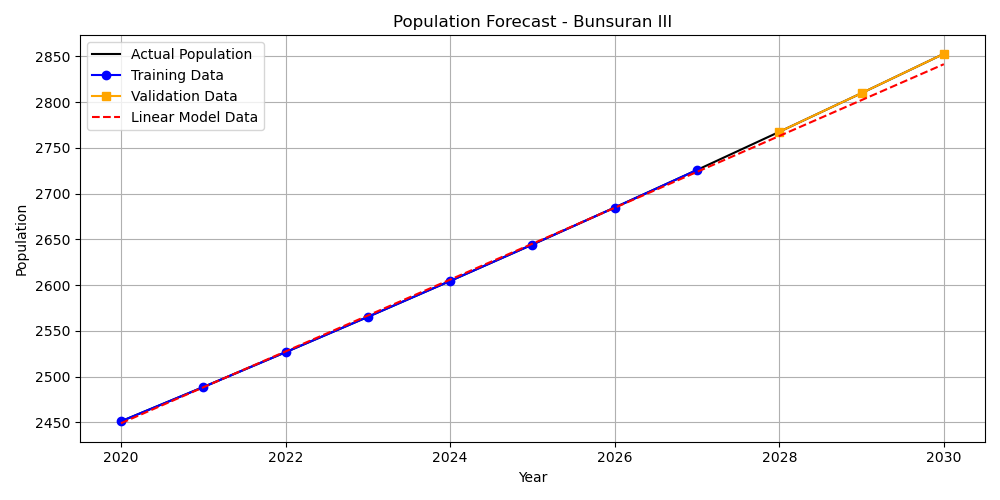 Population Forecast - Bunsuran III
Actual Population
Training Data
Validation Data
Linear Model Data
Population
2850
2800
2750
2700
2650
2600
2550
2500
2450
2020 2022 2024 2026 2028 2030
Year